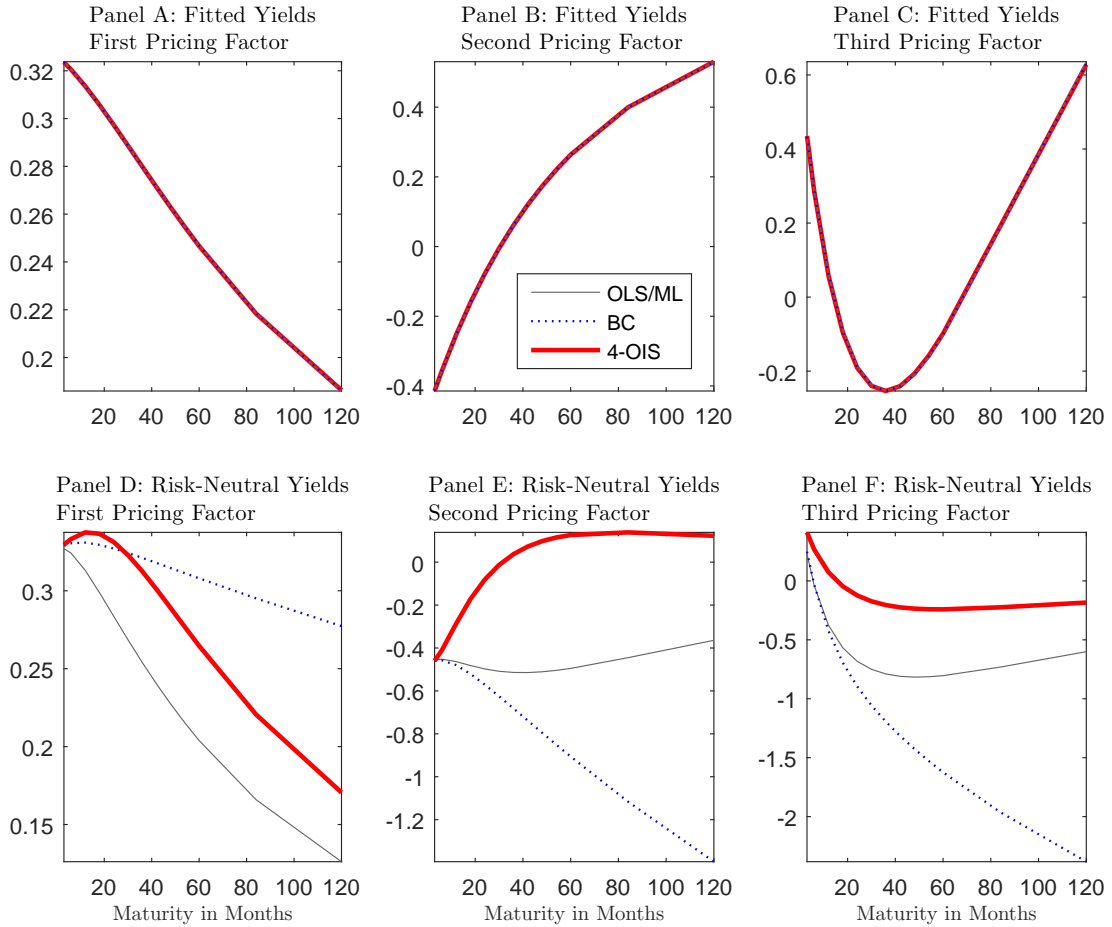 Panel A: Fitted Yields
First Pricing Factor
Panel B: Fitted Yields
Second Pricing Factor
Panel C: Fitted Yields
Third Pricing Factor
0.32
0.3
0.28
0.26
0.24
0.22
0.2
20 40 60 80 100 120
0.4
0.2
0
-0.2
-0.4
20 40 60 80 100 120
OLS/ML
BC
4-OIS
0.6
0.4
0.2
0
-0.2
20 40 60 80 100 120
Panel D: Risk-Neutral Yields
First Pricing Factor
Panel E: Risk-Neutral Yields
Second Pricing Factor
Panel F: Risk-Neutral Yields
Third Pricing Factor
0.3
0.25
0.2
0.15
20 40 60 80 100 120
Maturity in Months
0
-0.2
-0.4
-0.6
-0.8
-1
-1.2
20 40 60 80 100 120
Maturity in Months
0
-0.5
-1
-1.5
-2
20 40 60 80 100 120
Maturity in Months